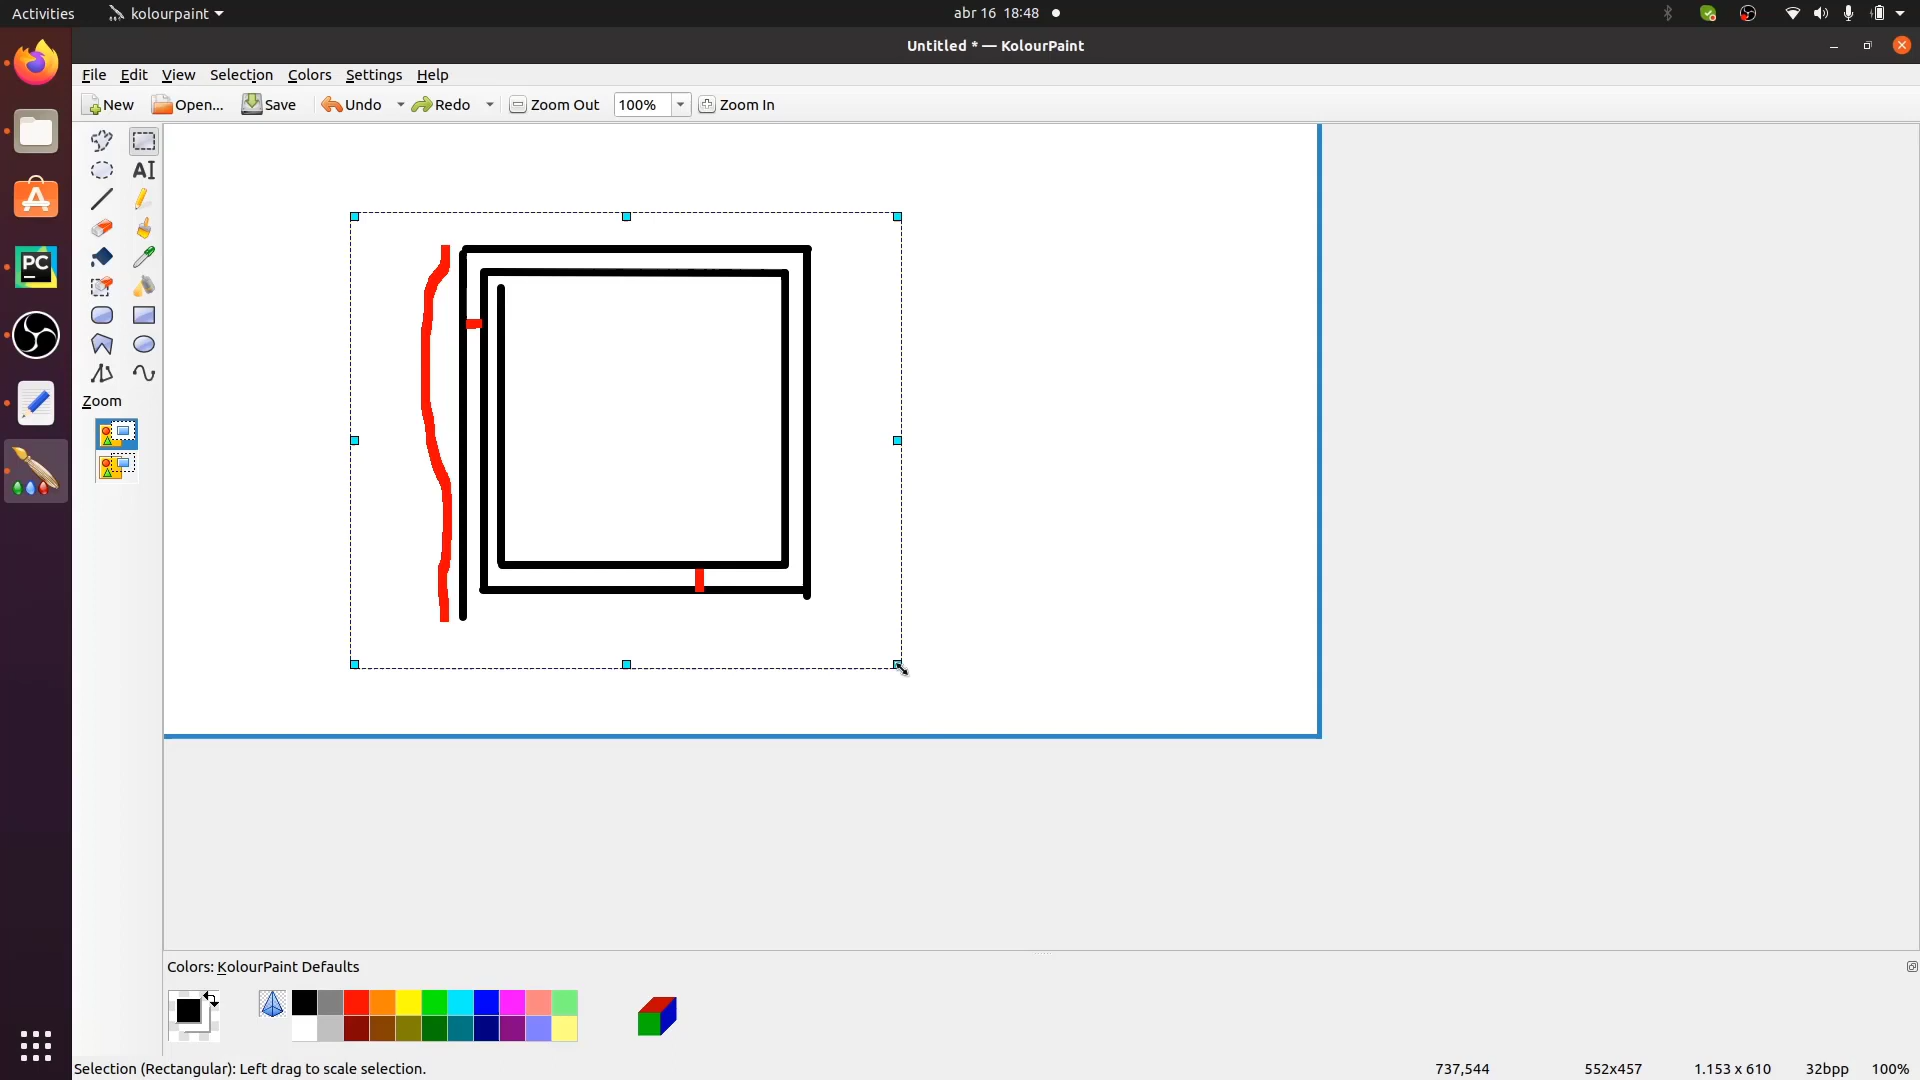 Activities kolourpaint abr 16 18:48
Untitled * — KolourPaint
File Edit View Selection Colors Settings Help
New Open... Save Undo Redo Zoom Out 100% Zoom In
AI
Zoom
PC
Colors: KolourPaint Defaults
Selection (Rectangular): Left drag to scale selection. 737,544 552x457 1.153 x 610 32bpp 100%